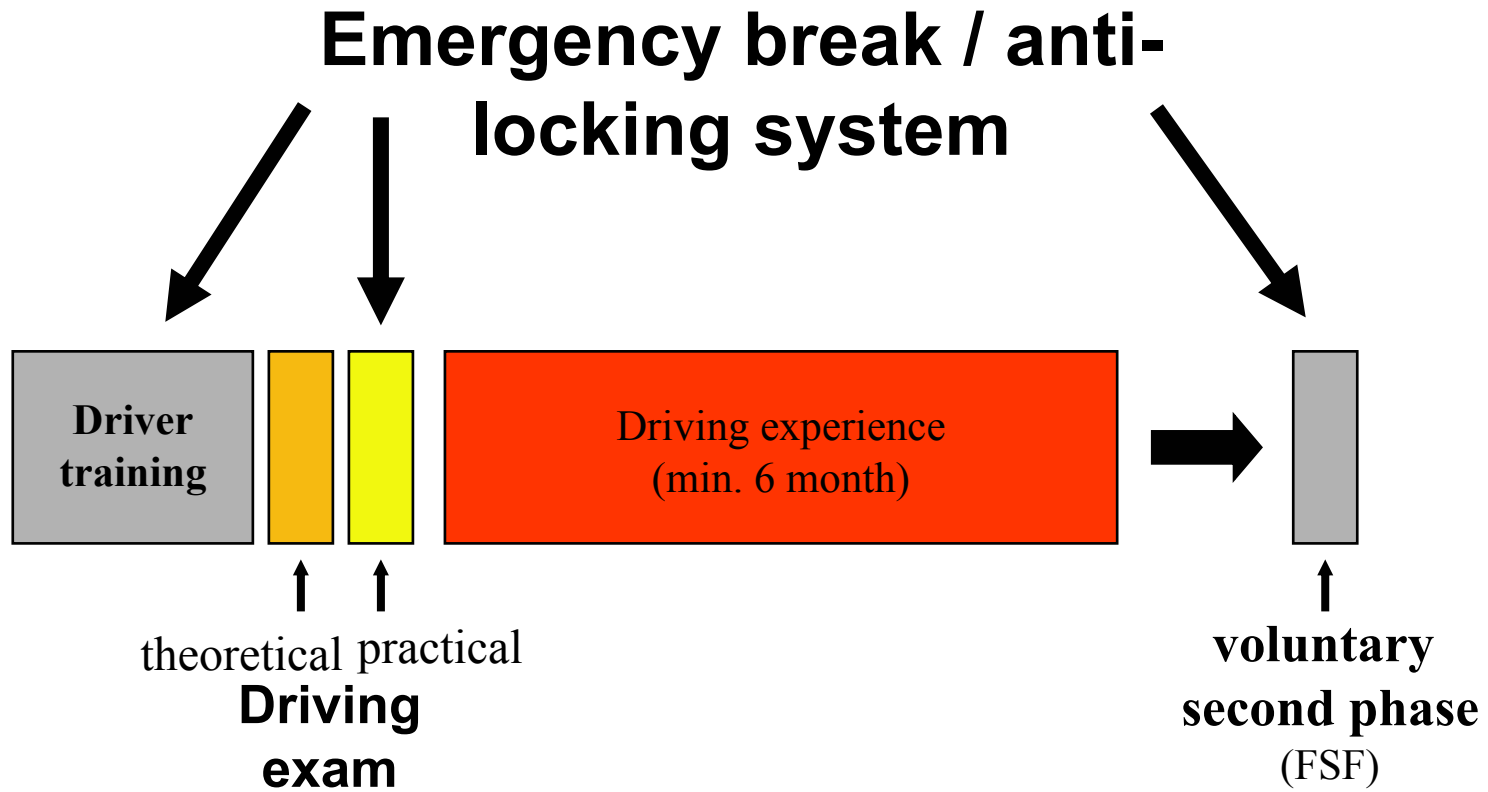 Emergency break / anti-
locking system
Driver
training
Driving experience
(min. 6 month)
theoretical practical
Driving
exam
voluntary
second phase
(FSF)